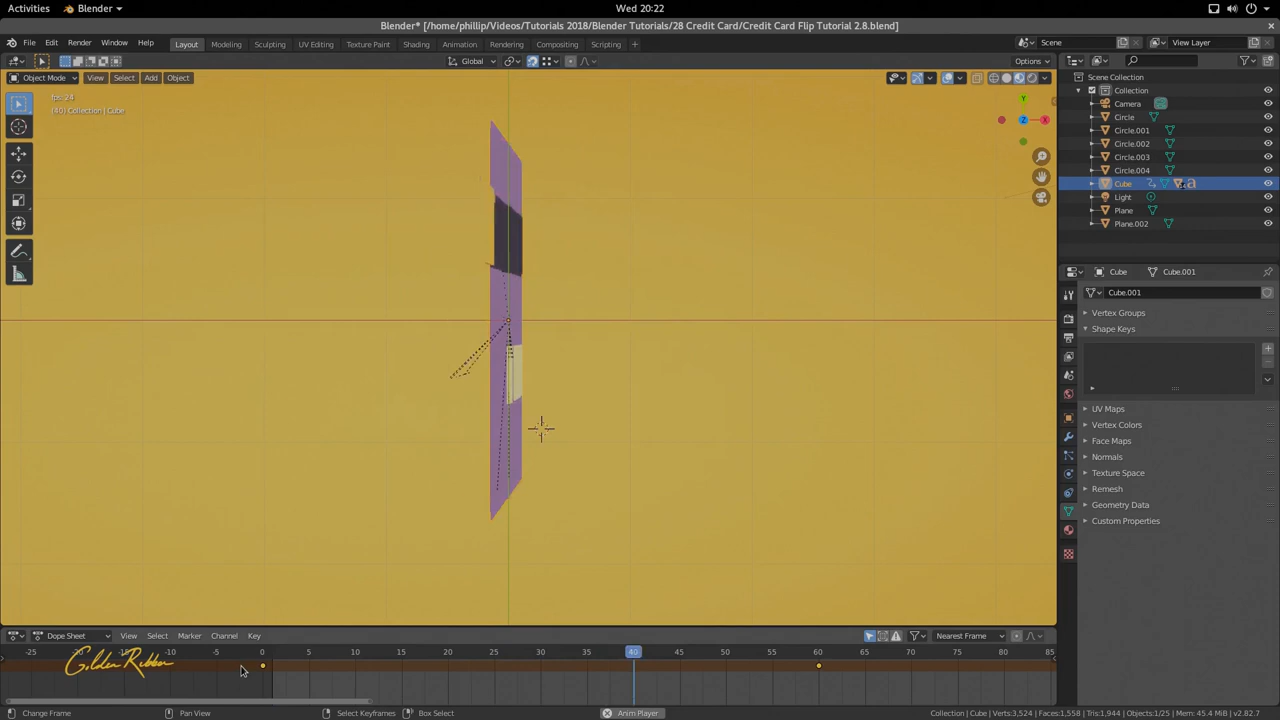 Activities Blender Wed 20:22
Blender* [/home/phillip/Videos/Tutorials 2018/Blender Tutorials/28 Credit Card/Credit Card Flip Tutorial 2.8.blend]
File Edit Render Window Help Layout Modeling Sculpting UV Editing Texture Paint Shading Animation Rendering Compositing Scripting + Scene View Layer
Global Options
Object Mode View Select Add Object
fps: 24
(40) Collection | Cube
Y
Z
X
Scene Collection
Collection
Camera
Circle
Circle.001
Circle.002
Circle.003
Circle.004
Cube
Light
Plane
Plane.002
Cube Cube.001
Cube.001
Vertex Groups
Shape Keys
UV Maps
Vertex Colors
Face Maps
Normals
Texture Space
Remesh
Geometry Data
Custom Properties
Dope Sheet View Select Marker Channel Key Nearest Frame
-25 -20 -15 -10 -5 0 5 10 15 20 25 30 35 40 45 50 55 60 65 70 75 80 85
Golden Ribbon
Change Frame Pan View Select Keyframes Box Select Anim Player Collection | Cube | Verts:3,524 | Faces:1,558 | Tris:1,944 | Objects:1/25 | Mem: 45.4 MiB | v2.82.7